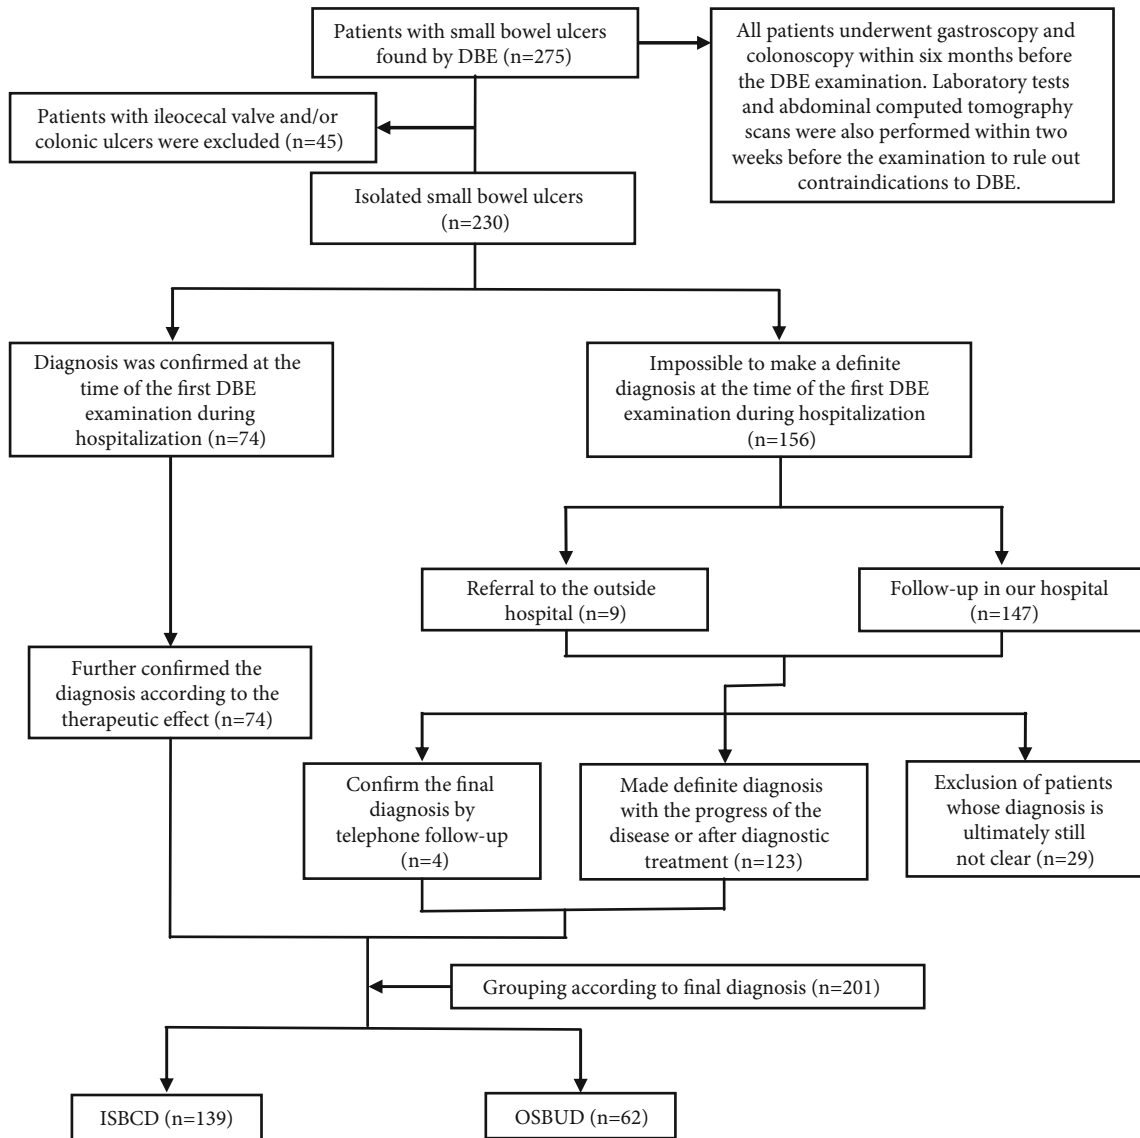 Patients with small bowel ulcers
found by DBE (n=275)
All patients underwent gastroscopy and
colonoscopy within six months before
the DBE examination. Laboratory tests
and abdominal computed tomography
scans were also performed within two
weeks before the examination to rule out
contraindications to DBE.
Patients with ileocecal valve and/or
colonic ulcers were excluded (n=45)
Isolated small bowel ulcers
(n=230)
Diagnosis was confirmed at the
time of the first DBE
examination during
hospitalization (n=74)
Impossible to make a definite
diagnosis at the time of the first DBE
examination during hospitalization
(n=156)
Referral to the outside
hospital (n=9)
Follow-up in our hospital
(n=147)
Further confirmed the
diagnosis according to the
therapeutic effect (n=74)
Confirm the final
diagnosis by
telephone follow-up
(n=4)
Made definite diagnosis
with the progress of the
disease or after diagnostic
treatment (n=123)
Exclusion of patients
whose diagnosis is
ultimately still
not clear (n=29)
Grouping according to final diagnosis (n=201)
ISBCD (n=139)
OSBUD (n=62)